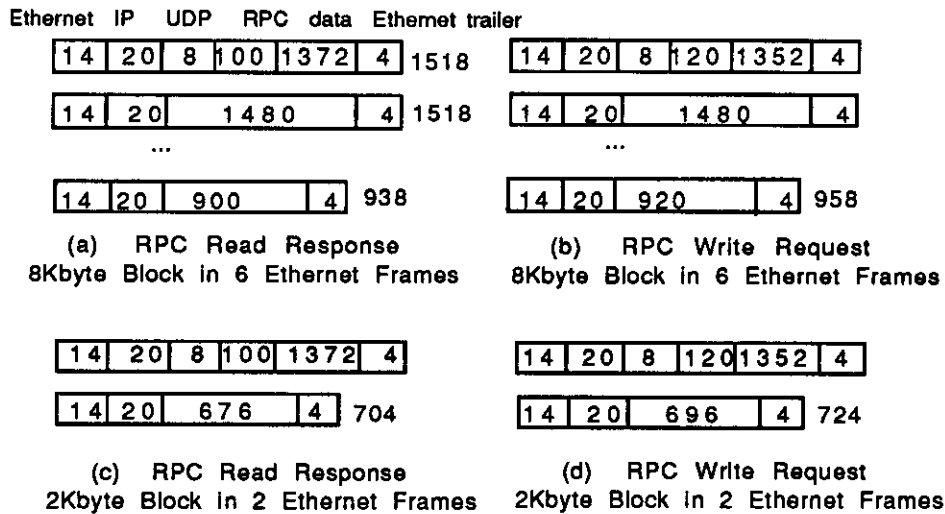 Ethernet IP UDP RPC data Ethernet trailer
14 20 8 100 1372 4 1518
14 20 8 120 1352 4
14 20 1480 4 1518
14 20 1480 4
...
...
14 20 900 4 938
14 20 920 4 958
(a) RPC Read Response
8Kbyte Block in 6 Ethernet Frames
(b) RPC Write Request
8Kbyte Block in 6 Ethernet Frames
14 20 8 100 1372 4
14 20 8 120 1352 4
14 20 676 4 704
14 20 696 4 724
(c) RPC Read Response
2Kbyte Block in 2 Ethernet Frames
(d) RPC Write Request
2Kbyte Block in 2 Ethernet Frames